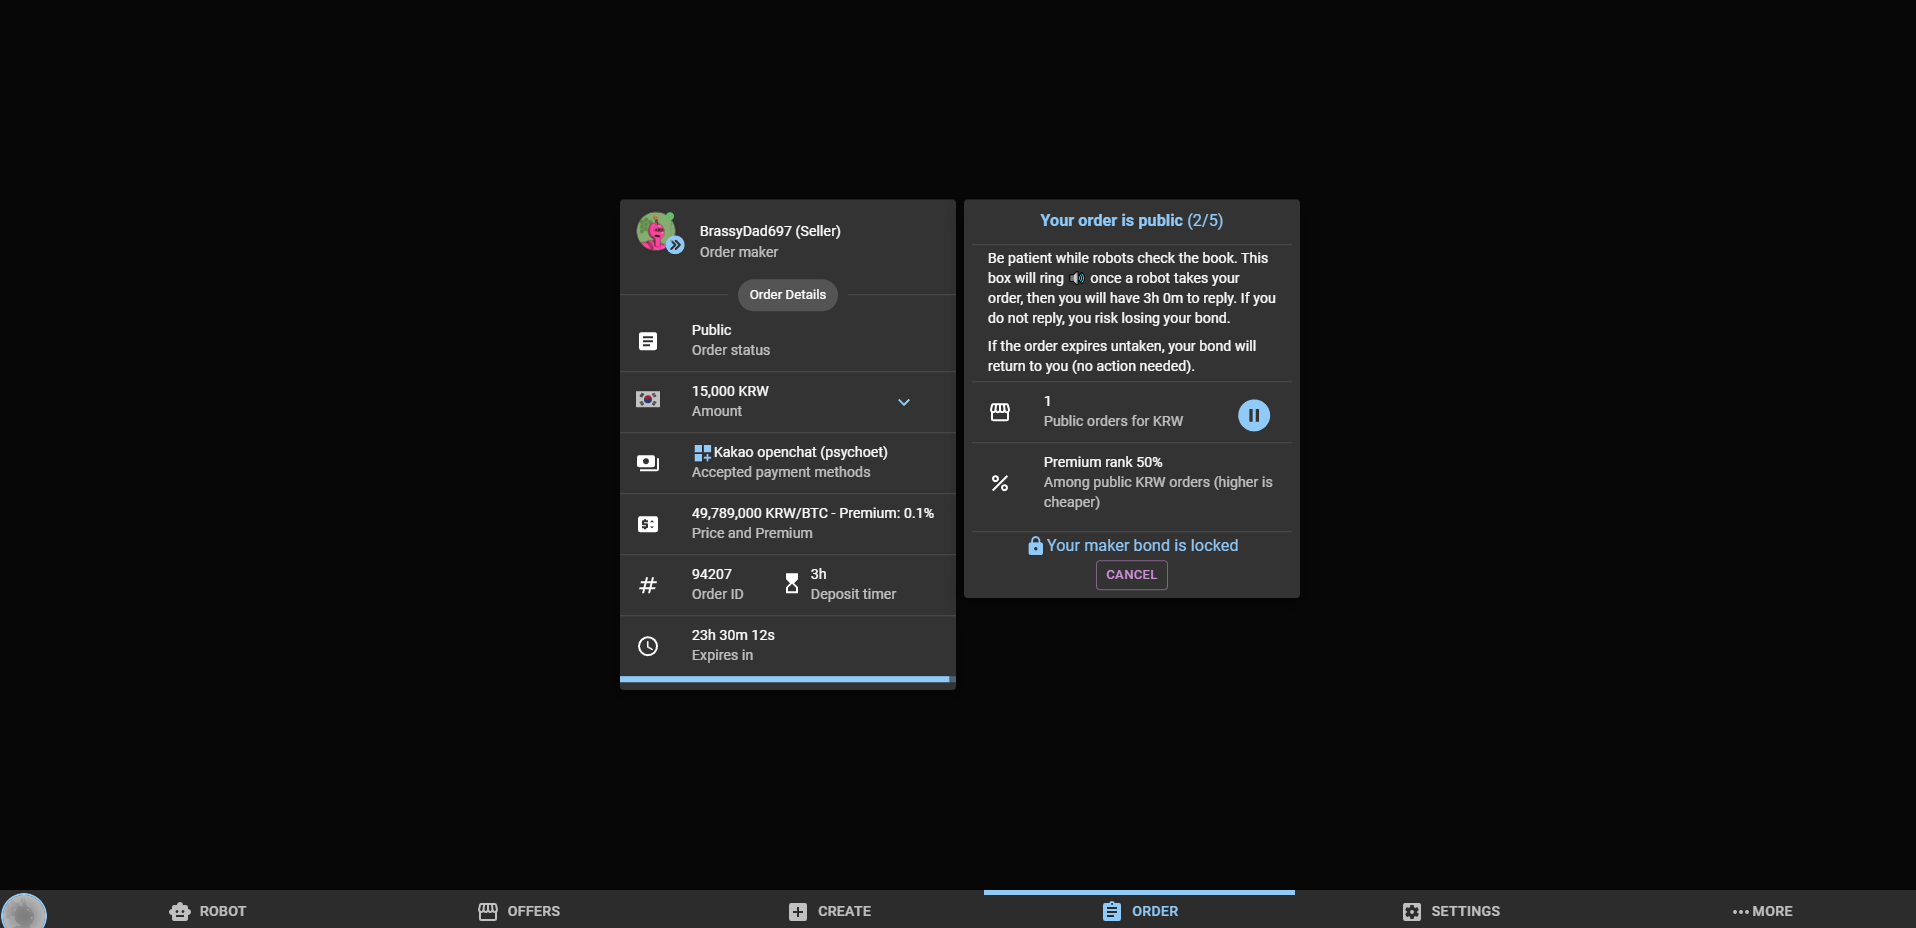 BrassyDad697 (Seller)
Order maker
Order Details
Public
Order status
15,000 KRW
Amount
Kakao openchat (psychoet)
Accepted payment methods
49,789,000 KRW/BTC - Premium: 0.1%
Price and Premium
94207
Order ID
3h
Deposit timer
23h 30m 12s
Expires in
Your order is public (2/5)
Be patient while robots check the book. This
box will ring 🔊 once a robot takes your
order, then you will have 3h 0m to reply. If you
do not reply, you risk losing your bond.
If the order expires untaken, your bond will
return to you (no action needed).
1
Public orders for KRW
Premium rank 50%
Among public KRW orders (higher is
cheaper)
Your maker bond is locked
CANCEL
ROBOT
OFFERS
CREATE
ORDER
SETTINGS
MORE